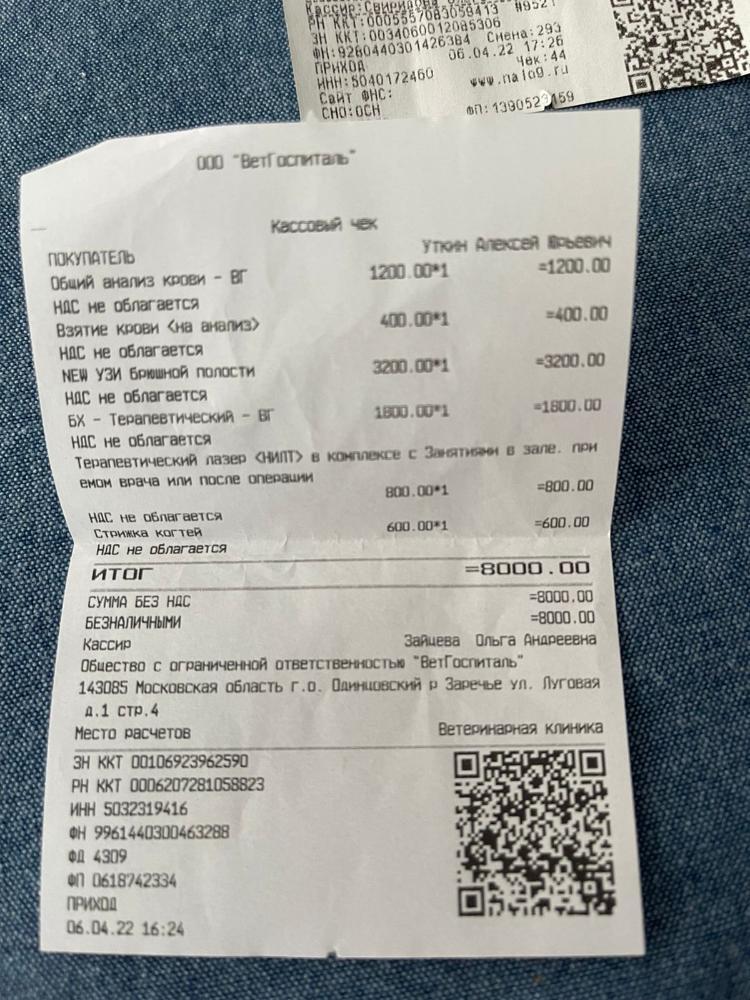 Кассир:Свиридова
РН ККТ:0005557083059413 #9521
ЗН ККТ:0034060012085306
ФН:9280440301426384 Смена:293
ПРИХОД 06.04.22 17:26
ИНН:5040172460 Чек:44
Сайт ФНС: www.nalog.ru
СНО:ОСН ФП:1390523159
ООО "ВетГоспиталь"
Кассовый чек
ПОКУПАТЕЛЬ Уткин Алексей Юрьевич
Общий анализ крови - ВГ 1200.00*1 =1200.00
НДС не облагается
Взятие крови <на анализ> 400.00*1 =400.00
НДС не облагается
NEW УЗИ Брюшной полости 3200.00*1 =3200.00
НДС не облагается
БХ - Терапевтический - ВГ 1800.00*1 =1800.00
НДС не облагается
Терапевтический лазер <НИЛТ> в комплексе с Занятиями в зале. при
емом врача или после операции
800.00*1 =800.00
НДС не облагается
Стрижка когтей 600.00*1 =600.00
НДС не облагается
ИТОГ =8000.00
СУММА БЕЗ НДС =8000.00
БЕЗНАЛИЧНЫМИ =8000.00
Кассир Зайцева Ольга Андреевна
Общество с ограниченной ответственностью "ВетГоспиталь"
143085 Московская область г.о. Одинцовский р Заречье ул. Луговая
д.1 стр.4
Место расчетов Ветеринарная клиника
ЗН ККТ 00106923962590
РН ККТ 0006207281058823
ИНН 5032319416
ФН 9961440300463288
ФД 4309
ФП 0618742334
ПРИХОД
06.04.22 16:24